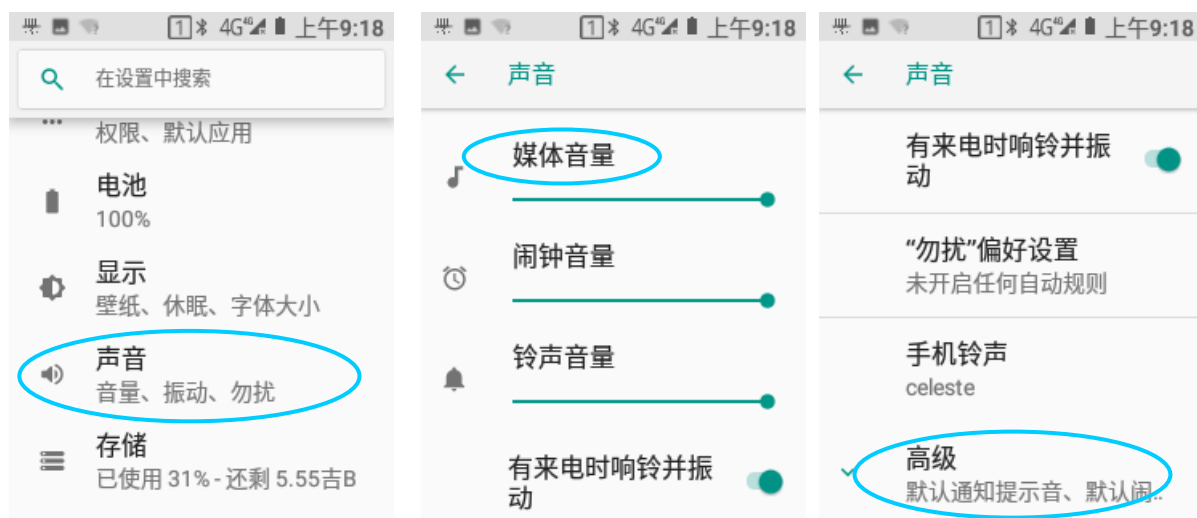 1 4G 4G 上午9:18
在设置中搜索
权限、默认应用
电池
100%
显示
壁纸、休眠、字体大小
声音
音量、振动、勿扰
存储
已使用 31% - 还剩 5.55吉B
1 4G 4G 上午9:18
声音
媒体音量
闹钟音量
铃声音量
有来电时响铃并振
动
1 4G 4G 上午9:18
声音
有来电时响铃并振
动
“勿扰”偏好设置
未开启任何自动规则
手机铃声
celeste
高级
默认通知提示音、默认闹..